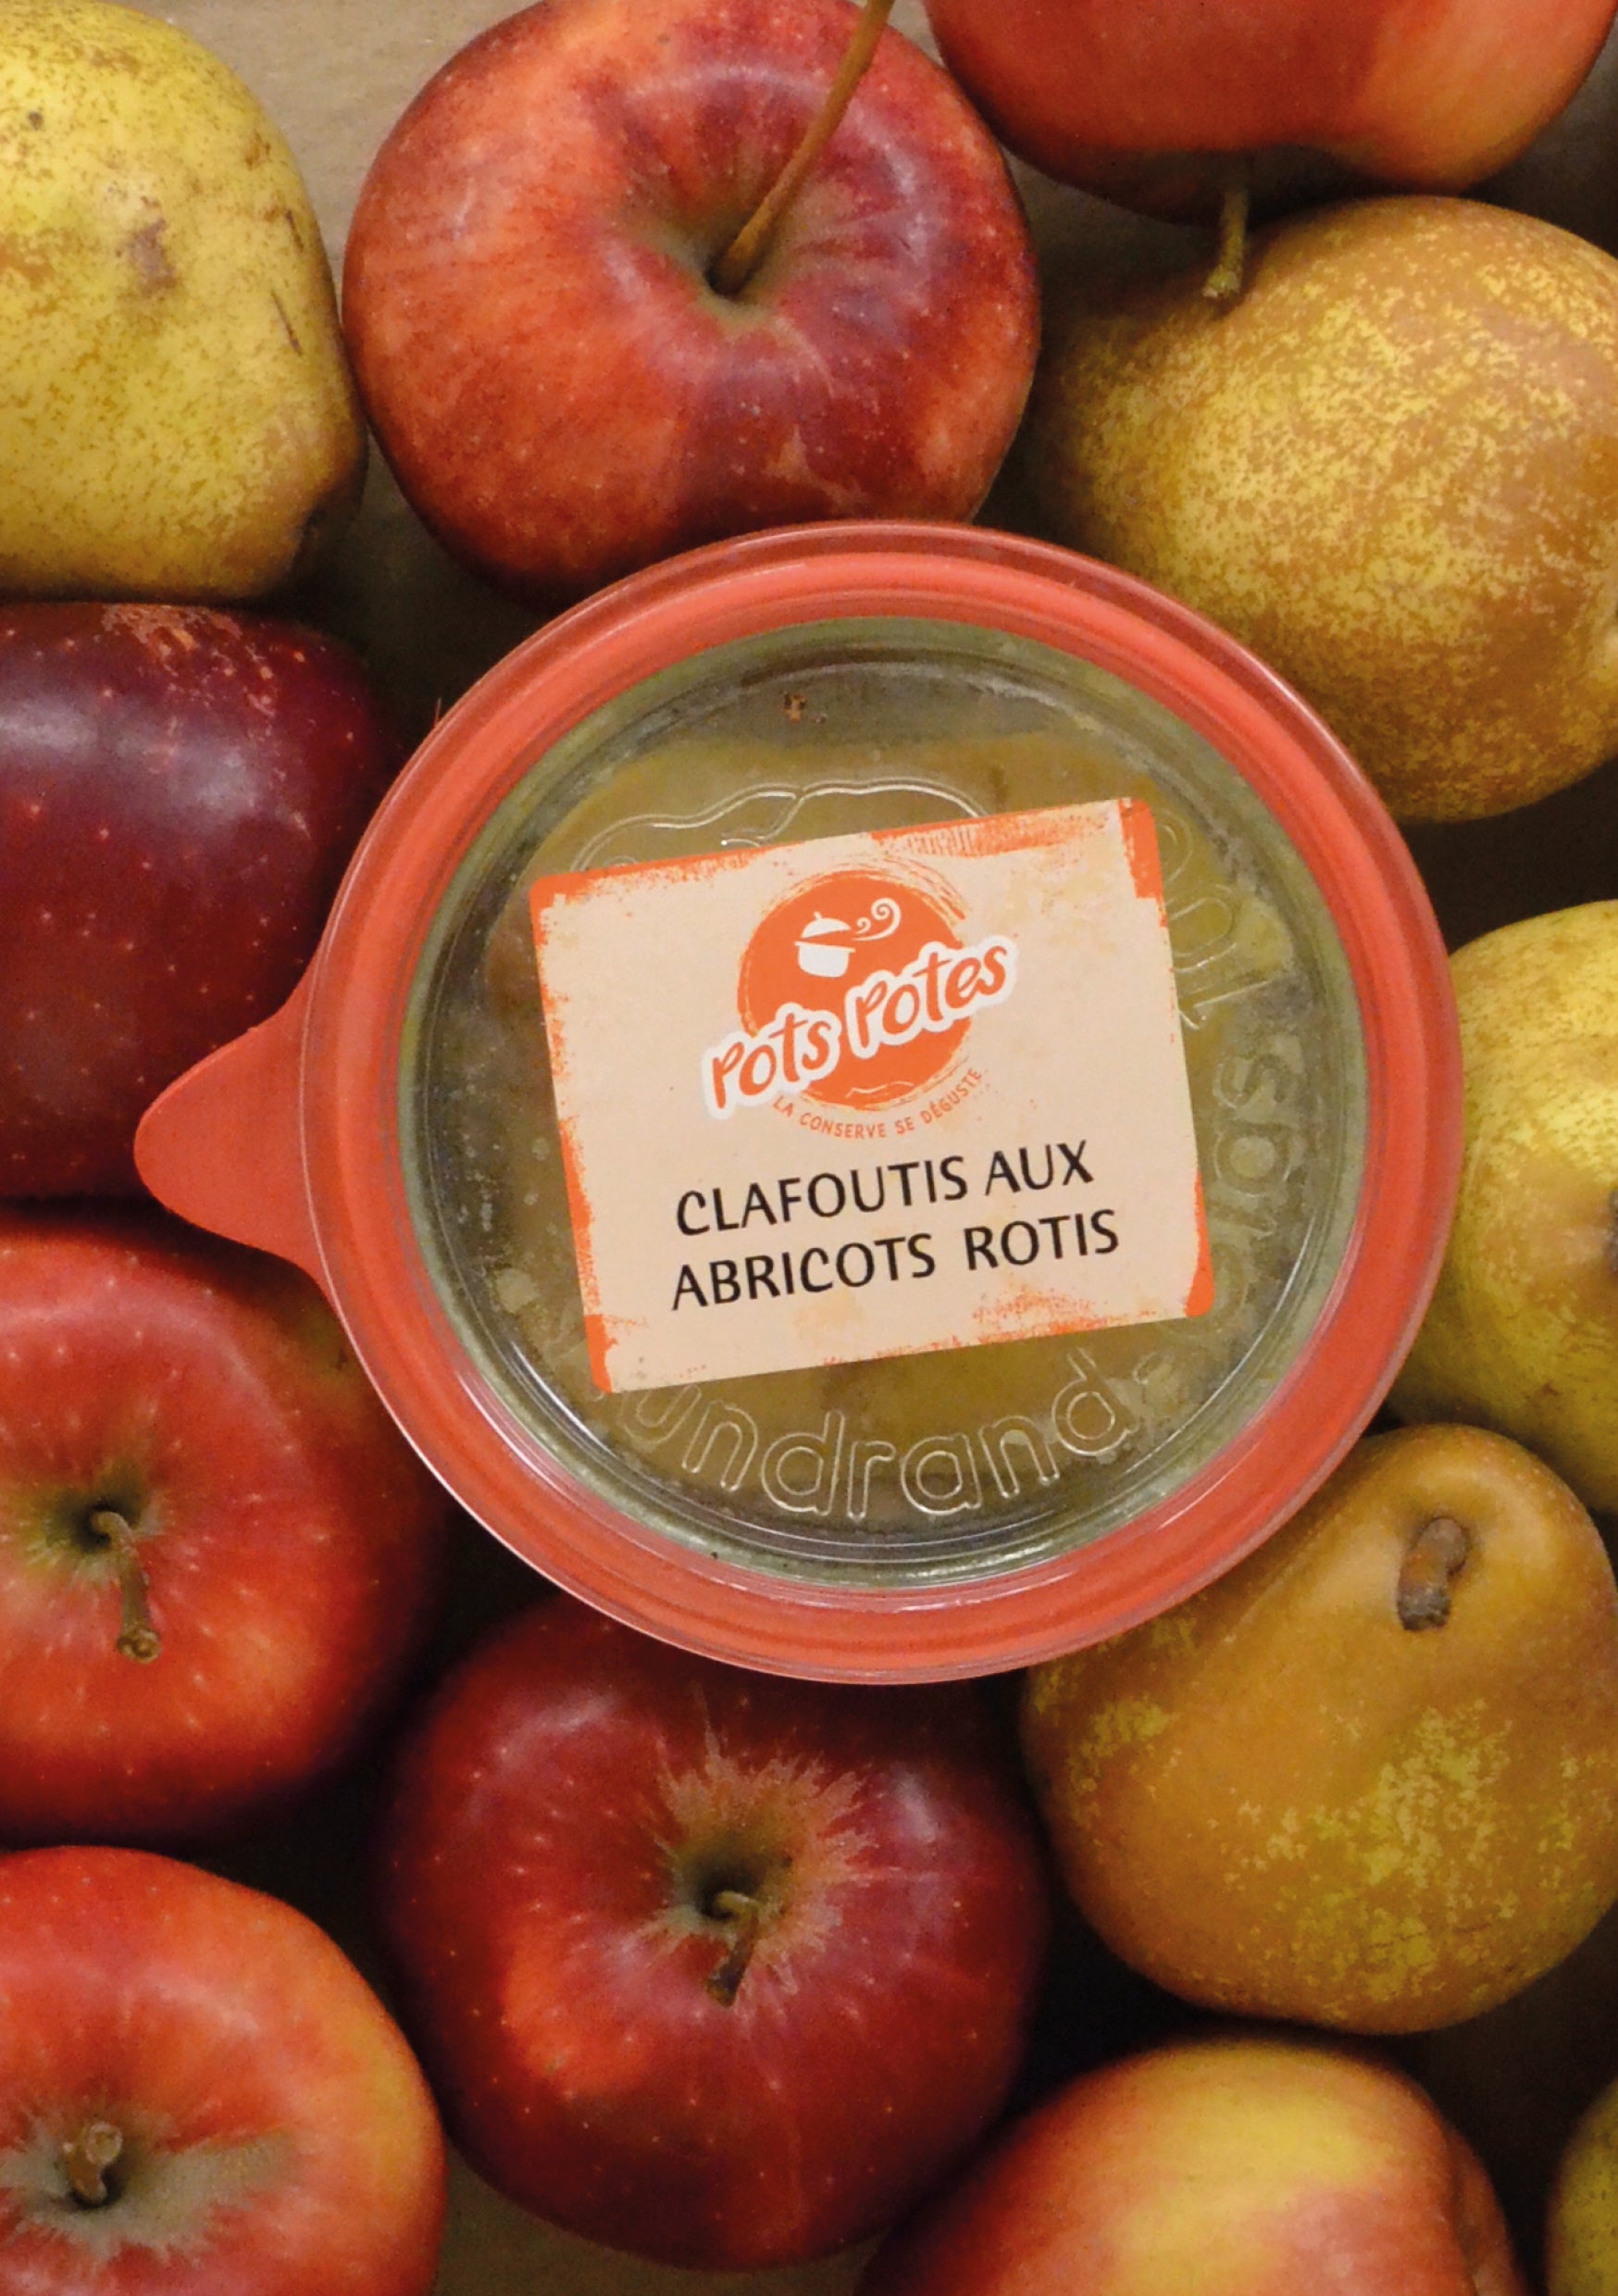 Pots Potes
LA CONSERVE SE DÉGUSTE
CLAFOUTIS AUX
ABRICOTS ROTIS